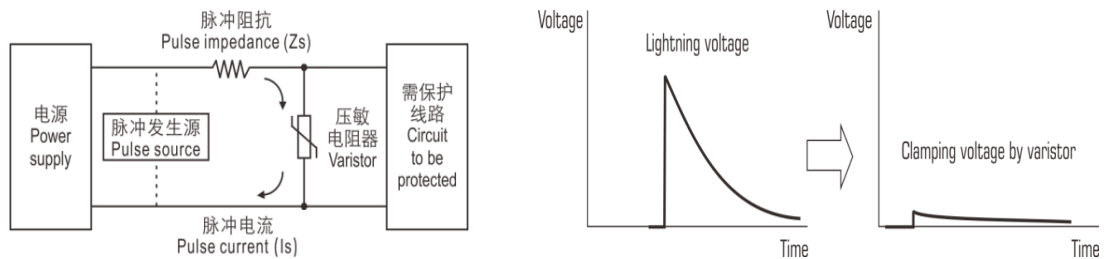 脉冲阻抗
Pulse impedance (Zs)
电源
Power
supply
脉冲发生源
Pulse source
压敏
电阻器
Varistor
需保护
线路
Circuit
to be
protected
脉冲电流
Pulse current (Is)
Voltage
Lightning voltage
Time
Voltage
Clamping voltage by varistor
Time